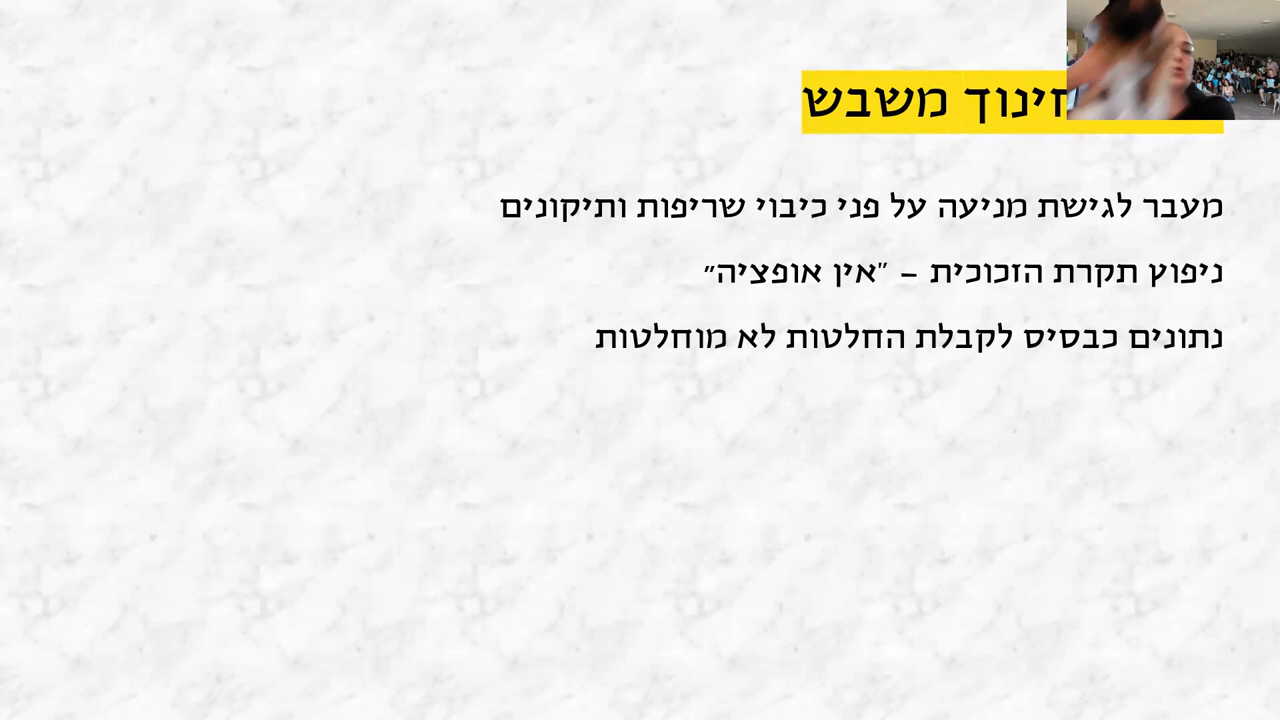 חינוך משבש
מעבר לגישת מניעה על פני כיבוי שריפות ותיקונים
ניפוץ תקרת הזכוכית – "אין אופציה"
נתונים כבסיס לקבלת החלטות לא מוחלטות